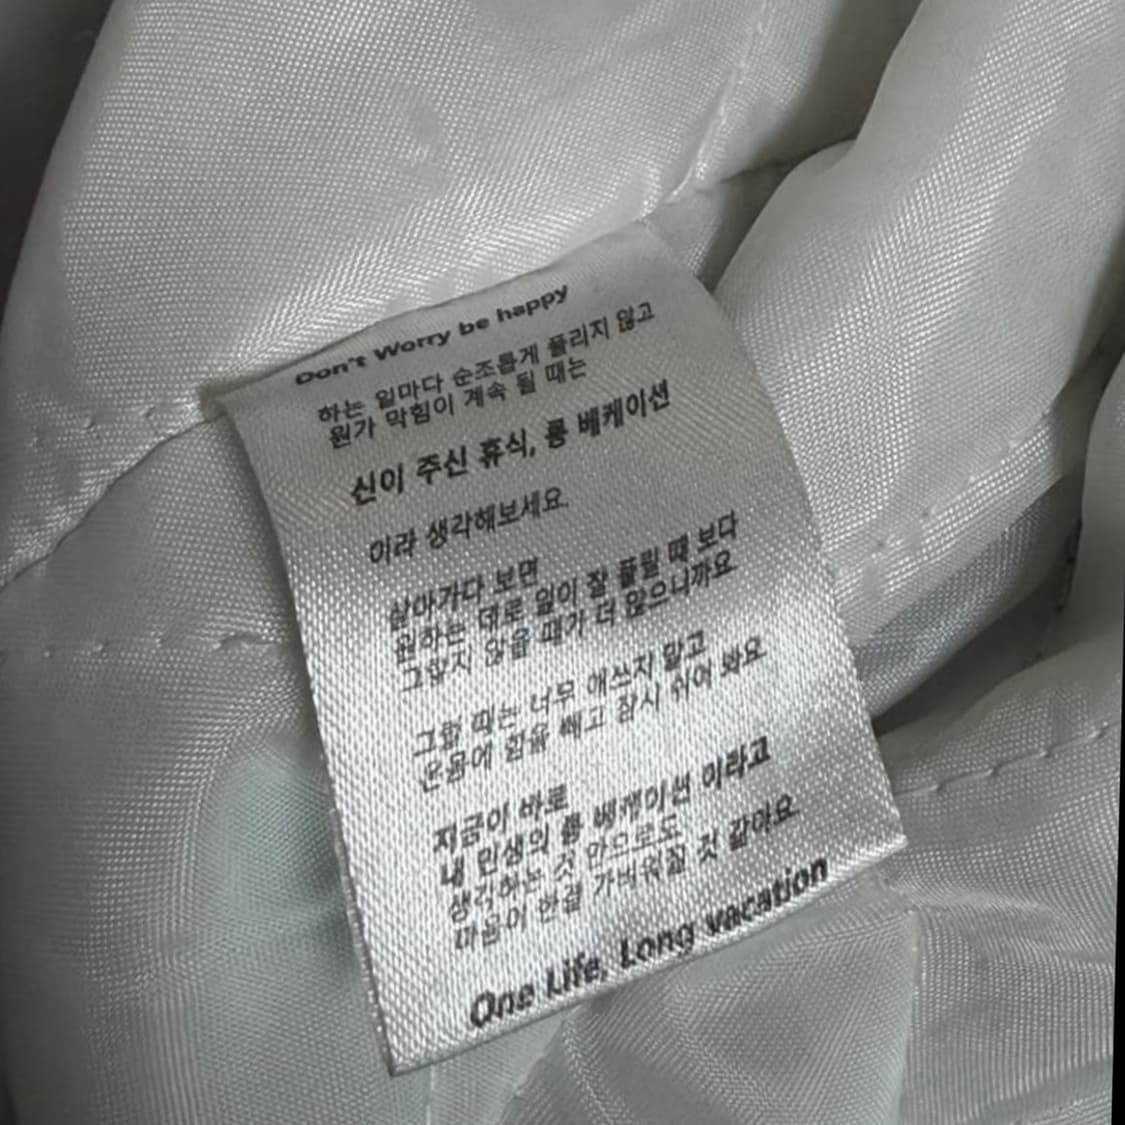 Don't Worry be happy
하는 일마다 순조롭게 풀리지 않고
뭔가 막힘이 계속 될 때는
신이 주신 휴식, 롱 베케이션
이라 생각해보세요.
살아가다 보면
원하는 대로 일이 잘 풀릴 때 보다
그렇지 않을 때가 더 많으니까요
그럴 때는 너무 애쓰지 말고
온몸에 힘을 빼고 잠시 쉬어 봐요
지금이 바로
내 인생의 롱 베케이션 이라고
생각하는 것 만으로도
마음이 한결 가벼워질 것 같아요
One Life, Long vacation